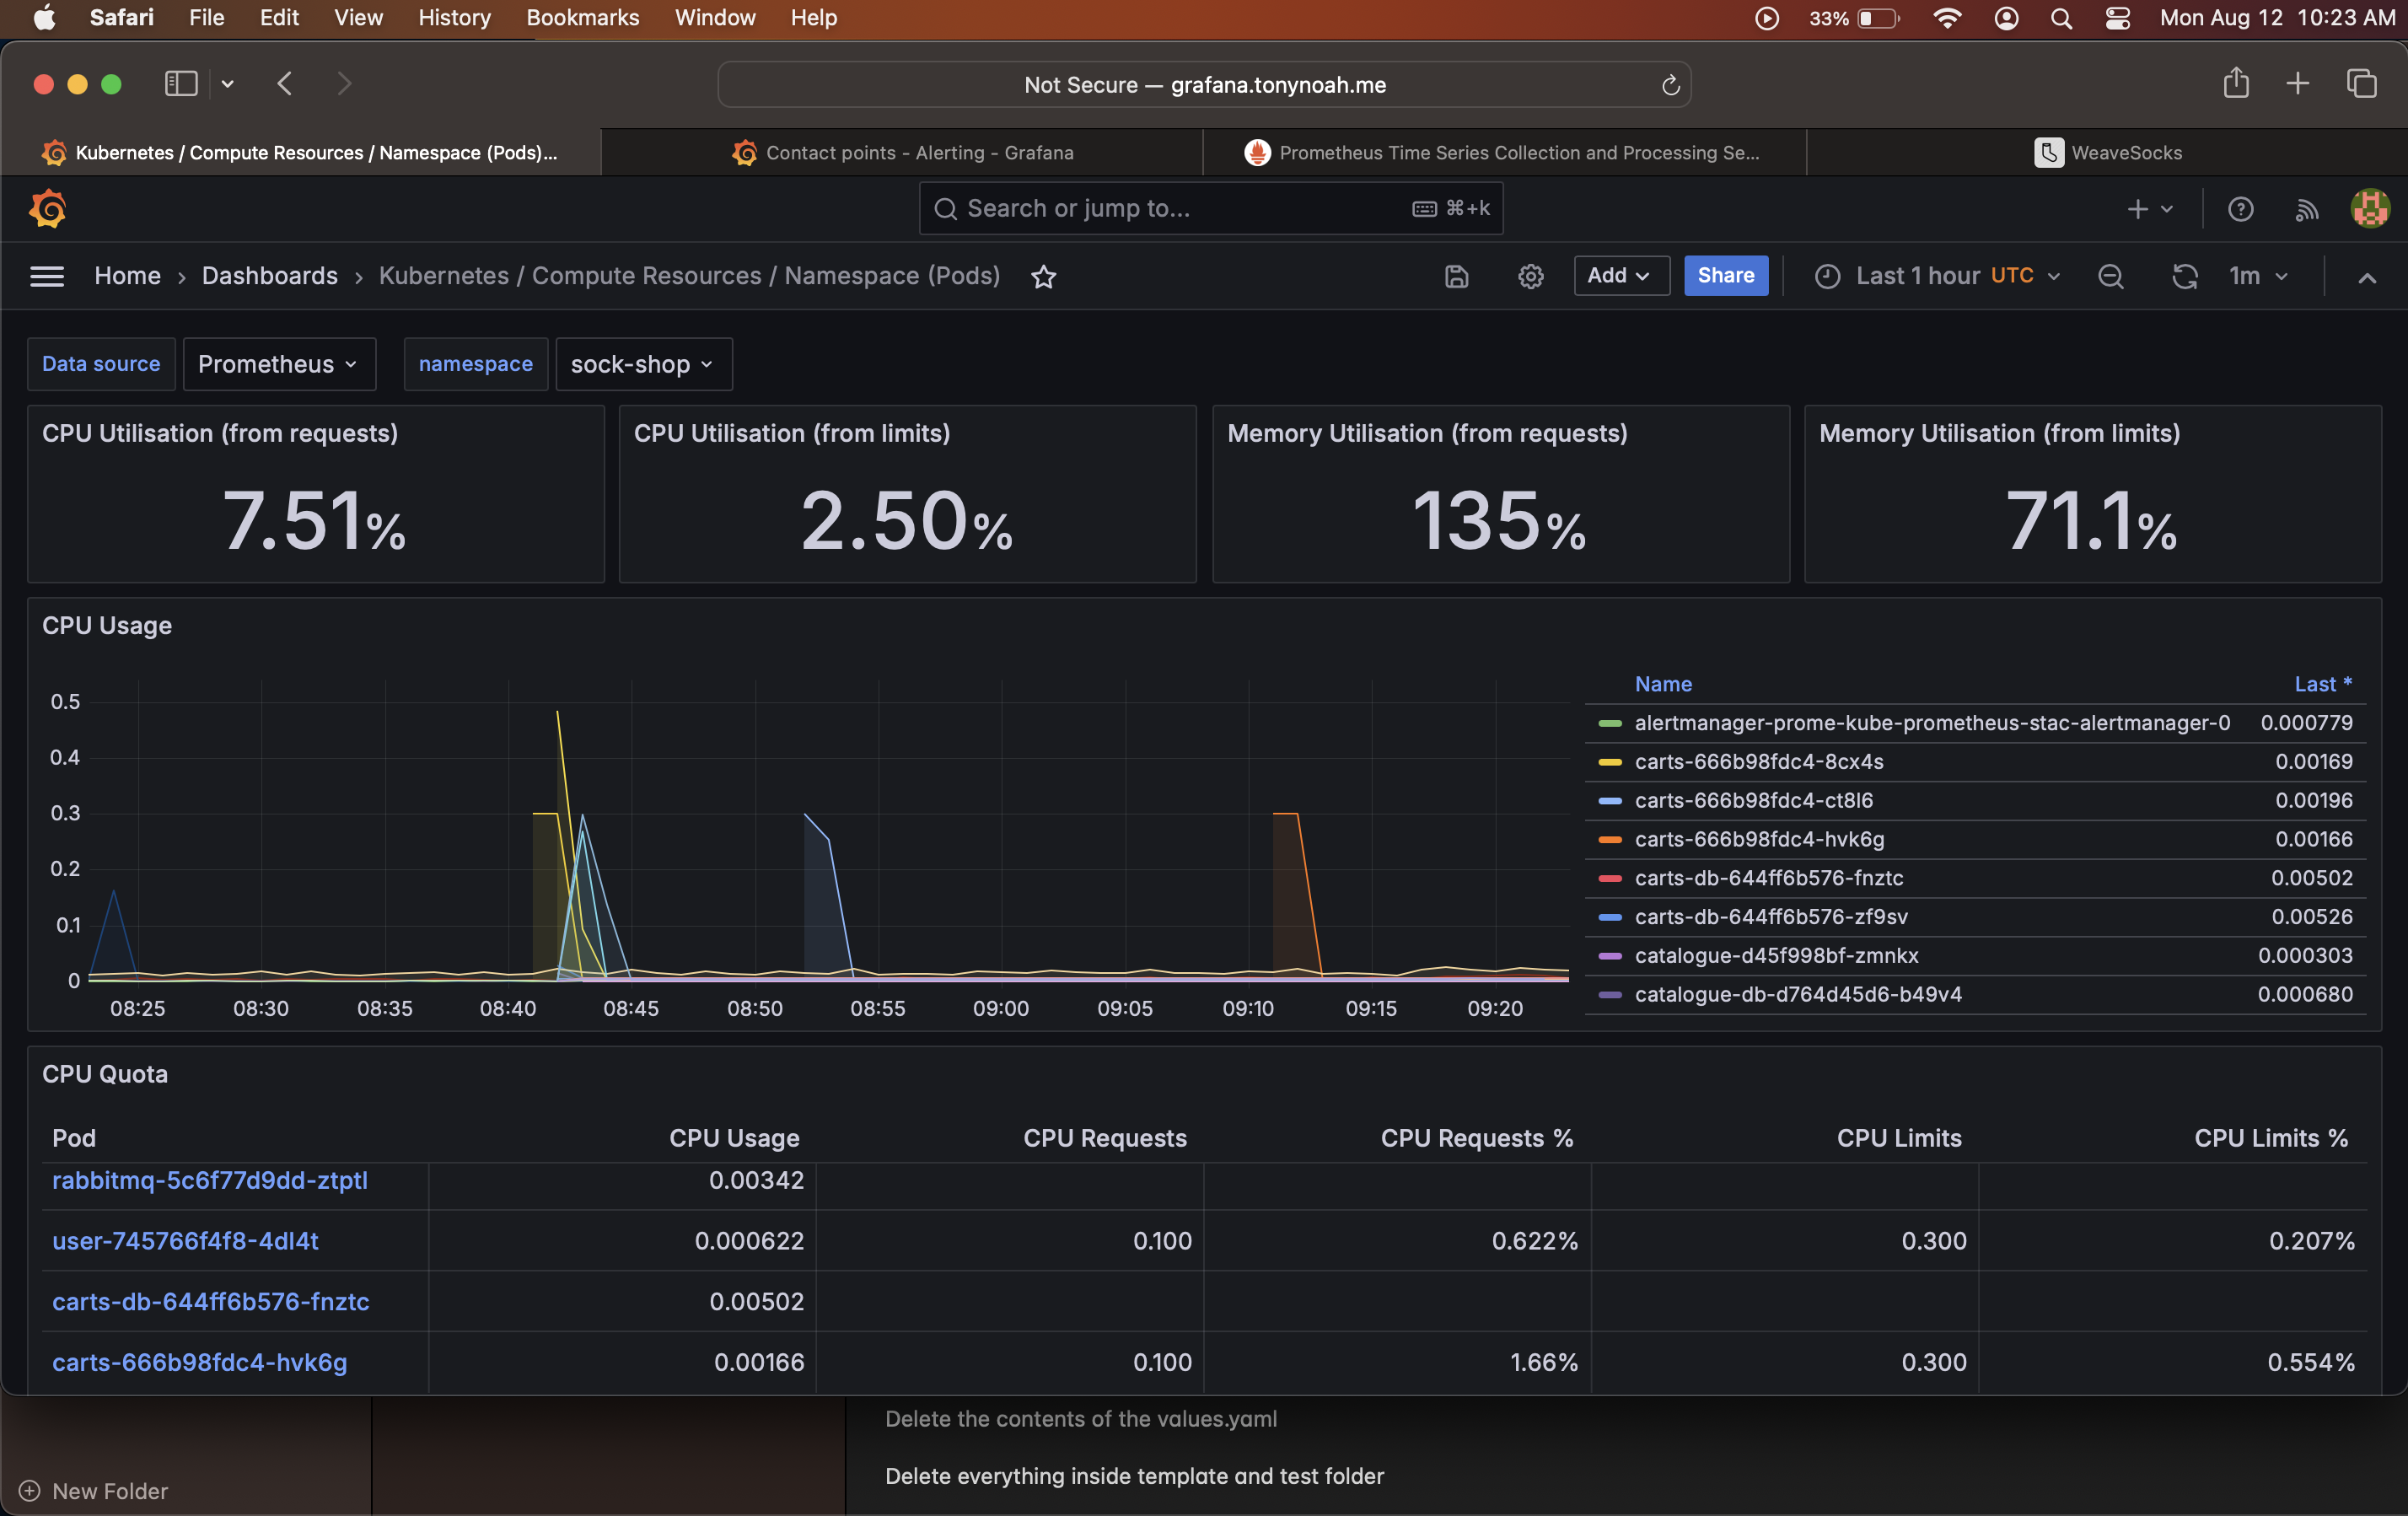 Safari File Edit View History Bookmarks Window Help 33% Mon Aug 12 10:23 AM
Not Secure — grafana.tonynoah.me
Kubernetes / Compute Resources / Namespace (Pods)... Contact points - Alerting - Grafana Prometheus Time Series Collection and Processing Se... WeaveSocks
Search or jump to... ⌘+k
Home › Dashboards › Kubernetes / Compute Resources / Namespace (Pods) Add Share Last 1 hour UTC 1m
Data source Prometheus namespace sock-shop
CPU Utilisation (from requests) CPU Utilisation (from limits) Memory Utilisation (from requests) Memory Utilisation (from limits)
7.51% 2.50% 135% 71.1%
CPU Usage
0.5
0.4
0.3
0.2
0.1
0
08:25 08:30 08:35 08:40 08:45 08:50 08:55 09:00 09:05 09:10 09:15 09:20
Name Last *
alertmanager-prome-kube-prometheus-stac-alertmanager-0 0.000779
carts-666b98fdc4-8cx4s 0.00169
carts-666b98fdc4-ct8l6 0.00196
carts-666b98fdc4-hvk6g 0.00166
carts-db-644ff6b576-fnztc 0.00502
carts-db-644ff6b576-zf9sv 0.00526
catalogue-d45f998bf-zmnkx 0.000303
catalogue-db-d764d45d6-b49v4 0.000680
CPU Quota
Pod CPU Usage CPU Requests CPU Requests % CPU Limits CPU Limits %
rabbitmq-5c6f77d9dd-ztptl 0.00342
user-745766f4f8-4dl4t 0.000622 0.100 0.622% 0.300 0.207%
carts-db-644ff6b576-fnztc 0.00502
carts-666b98fdc4-hvk6g 0.00166 0.100 1.66% 0.300 0.554%
Delete the contents of the values.yaml
Delete everything inside template and test folder
New Folder